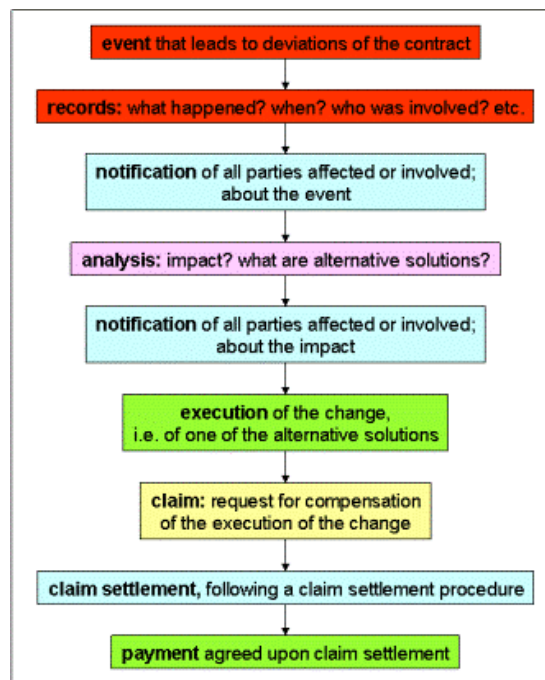 event that leads to deviations of the contract
records: what happened? when? who was involved? etc.
notification of all parties affected or involved;
about the event
analysis: impact? what are alternative solutions?
notification of all parties affected or involved;
about the impact
execution of the change,
i.e. of one of the alternative solutions
claim: request for compensation
of the execution of the change
claim settlement, following a claim settlement procedure
payment agreed upon claim settlement